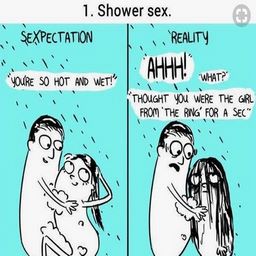 1. Shower sex.
SEXPECTATION
"YOU'RE SO HOT AND WET!"
REALITY
AHHH!
"WHAT?"
"THOUGHT YOU WERE THE GIRL
FROM 'THE RING' FOR A SEC"